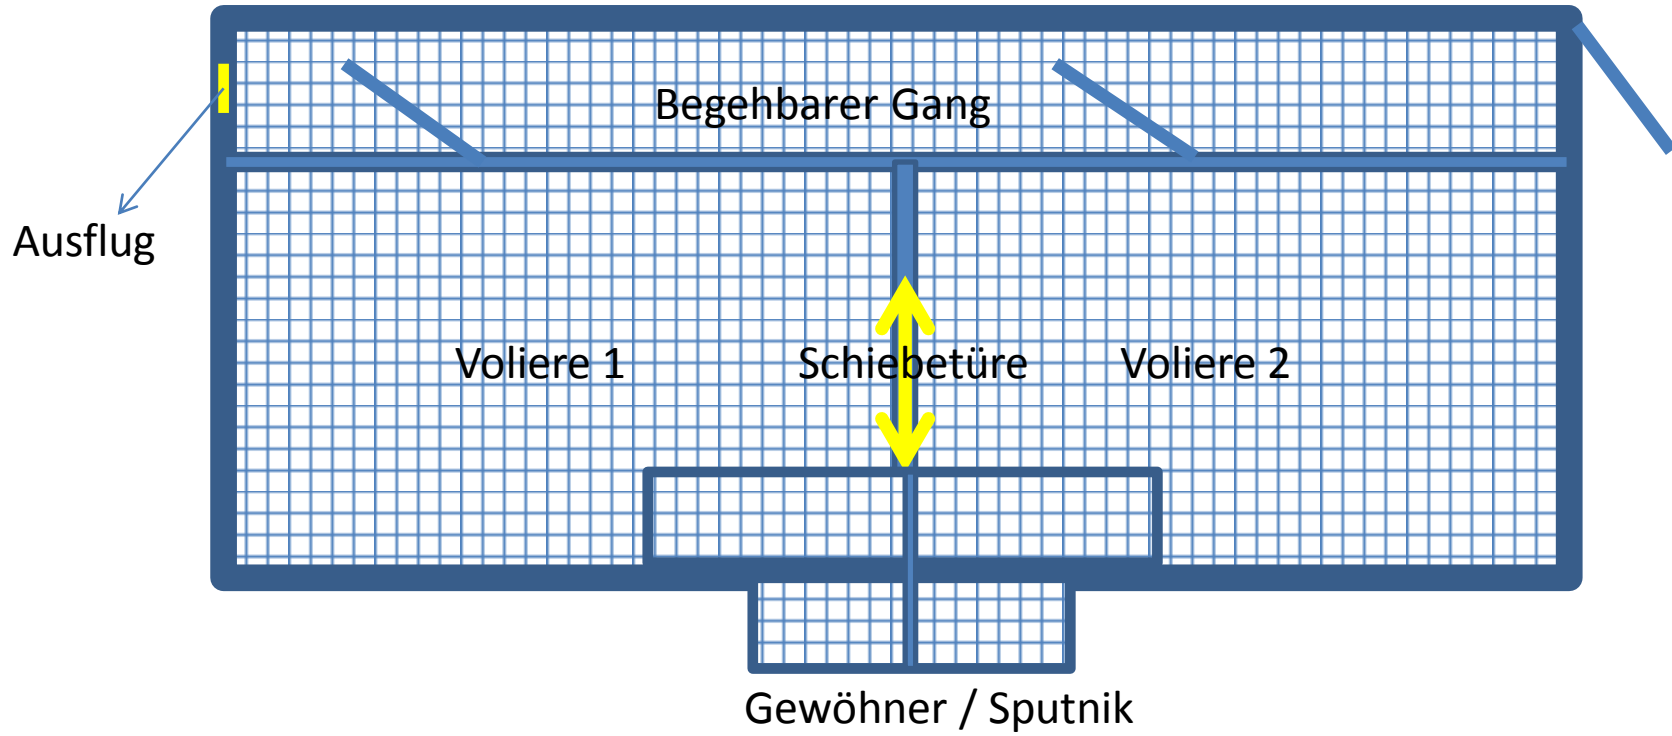 Begehbarer Gang
Ausflug
Voliere 1
Schiebetüre
Voliere 2
Gewöhner / Sputnik